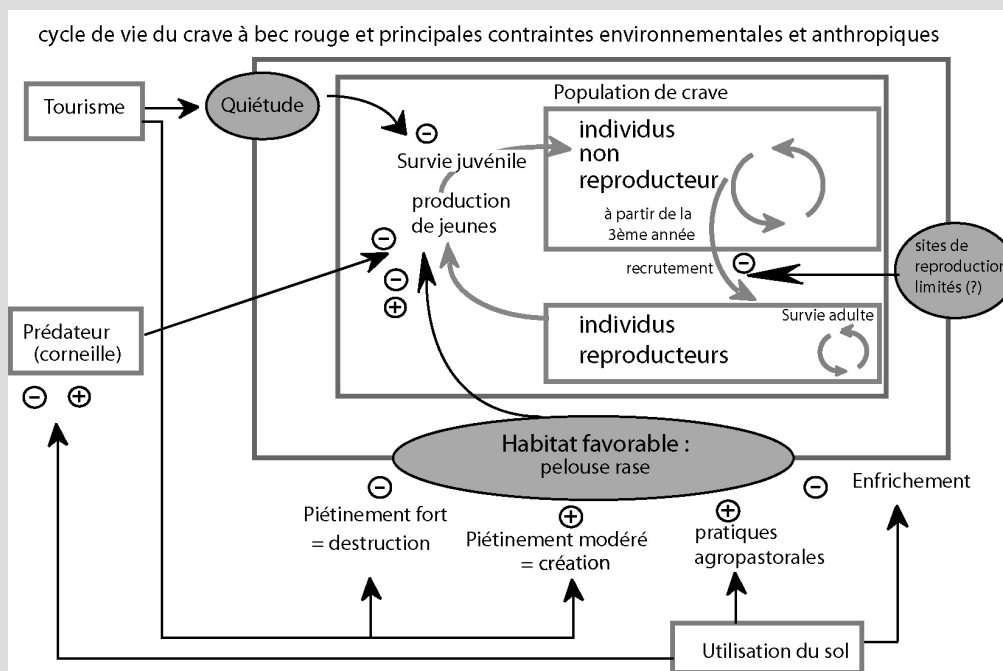 cycle de vie du crave à bec rouge et principales contraintes environnementales et anthropiques
Tourisme
Quiétude
Population de crave
individus
non
reproducteur
à partir de la
3ème année
-
Survie juvénile
production
de jeunes
-
-
+
recrutement
-
sites de
reproduction
limités (?)
individus
reproducteurs
Survie adulte
Prédateur
(corneille)
- +
Habitat favorable :
pelouse rase
-
Piétinement fort
= destruction
+
Piétinement modéré
= création
+
pratiques
agropastorales
-
Enfrichement
Utilisation du sol